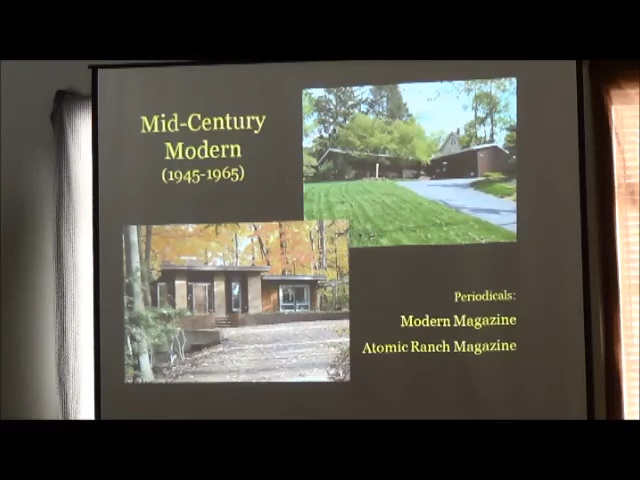 Mid-Century
Modern
(1945-1965)
Periodicals:
Modern Magazine
Atomic Ranch Magazine